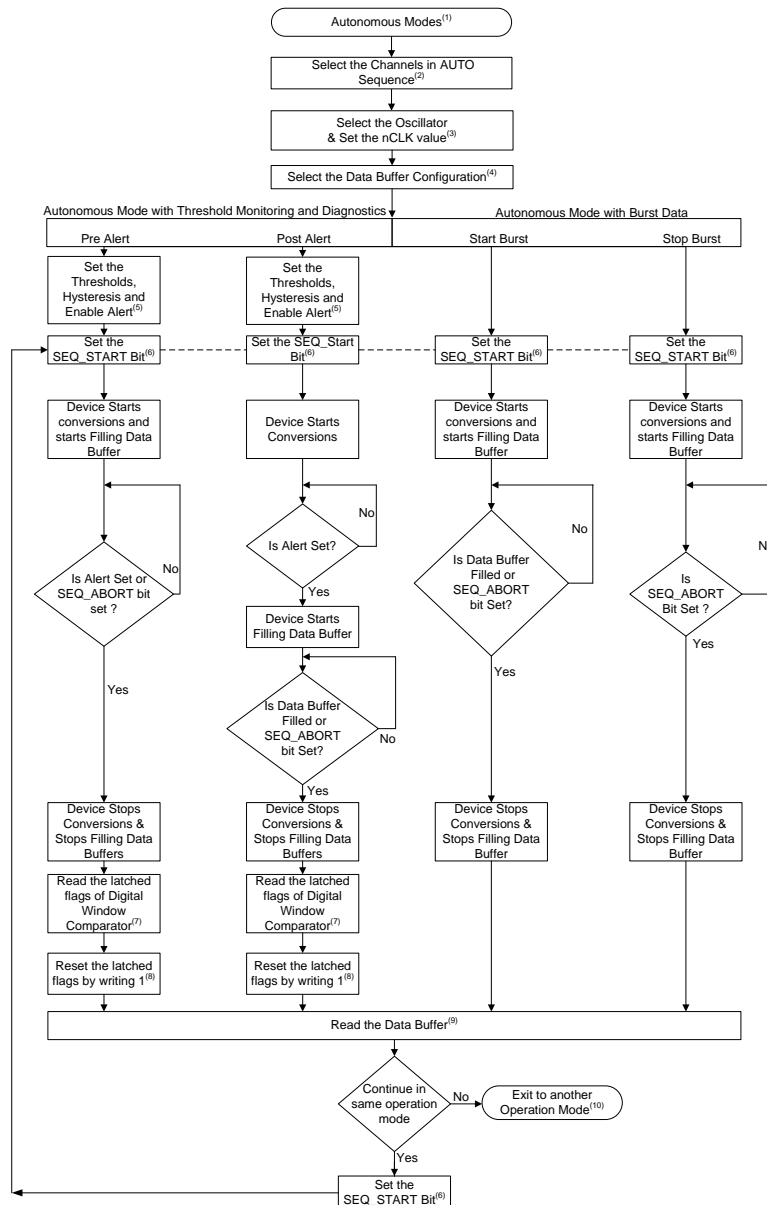 Autonomous Modes(1)
Select the Channels in AUTO
Sequence(2)
Select the Oscillator
& Set the nCLK value(3)
Select the Data Buffer Configuration(4)
Autonomous Mode with Threshold Monitoring and Diagnostics
Autonomous Mode with Burst Data
Pre Alert
Post Alert
Start Burst
Stop Burst
Set the
Thresholds,
Hysteresis and
Enable Alert(5)
Set the
Thresholds,
Hysteresis and
Enable Alert(5)
Set the
SEQ_START Bit(6)
Set the SEQ_Start
Bit(6)
Set the
SEQ_START Bit(6)
Set the
SEQ_START Bit(6)
Device Starts
conversions and
starts Filling Data
Buffer
Device Starts
Conversions
Device Starts
conversions and
starts Filling Data
Buffer
Device Starts
conversions and
starts Filling Data
Buffer
Is Alert Set or
SEQ_ABORT bit
set ?
No
Yes
Is Alert Set?
No
Yes
Device Starts
Filling Data Buffer
Is Data Buffer
Filled or
SEQ_ABORT
bit Set?
No
Yes
Is Data Buffer
Filled or
SEQ_ABORT
bit Set?
No
Yes
Is
SEQ_ABORT
Bit Set ?
Yes
Device Stops
Conversions &
Stops Filling Data
Buffers
Device Stops
Conversions &
Stops Filling Data
Buffers
Device Stops
Conversions &
Stops Filling Data
Buffer
Device Stops
Conversions &
Stops Filling Data
Buffer
Read the latched
flags of Digital
Window
Comparator(7)
Read the latched
flags of Digital
Window
Comparator(7)
Reset the latched
flags by writing 1(8)
Reset the latched
flags by writing 1(8)
Read the Data Buffer(9)
Continue in
same operation
mode
No
Exit to another
Operation Mode(10)
Yes
Set the
SEQ_START Bit(6)